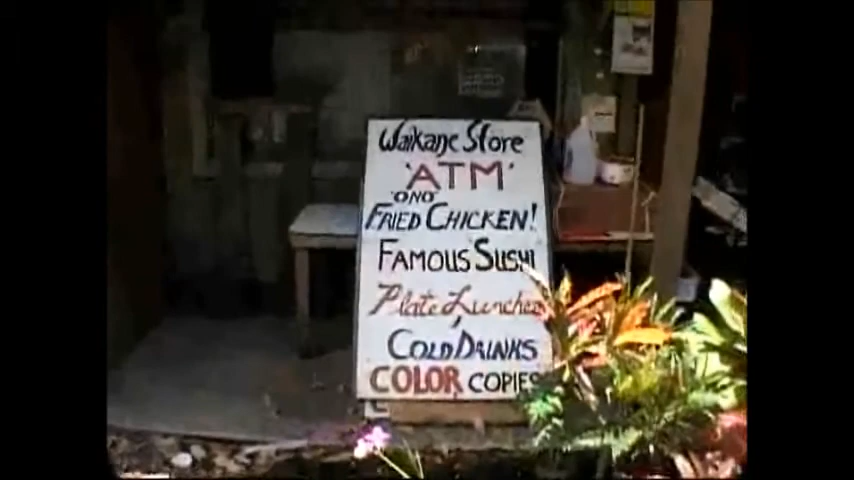 Waikane Store
'ATM'
'ONO'
FRIED CHICKEN!
FAMOUS SUSHI
Plate Lunches
COLD DRINKS
COLOR COPIES